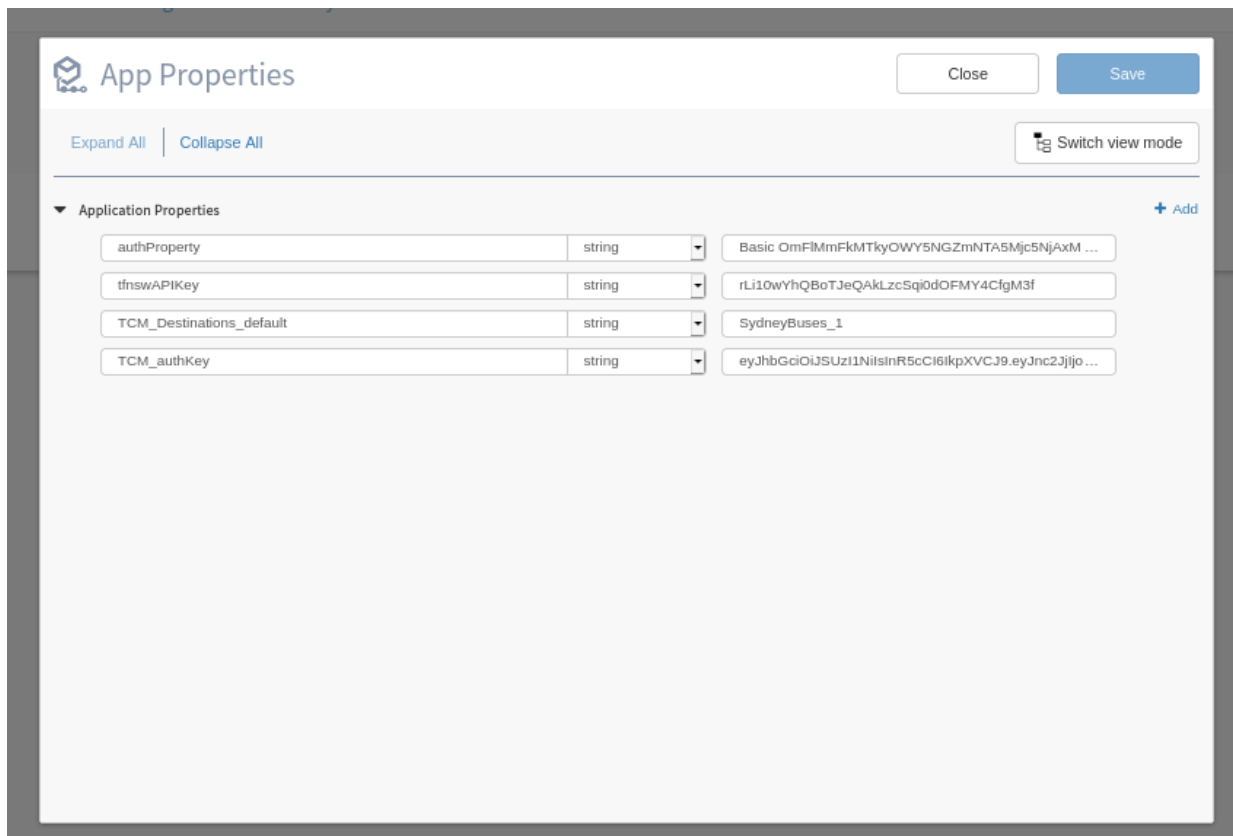 App Properties
Close
Save
Expand All
Collapse All
Switch view mode
Application Properties
+ Add
authProperty string Basic OmFlMmFkMTkyOWY5NGZmNTA5Mjc5NjAxM ...
tfnswAPIKey string rLi10wYhQBoTJeQAkLzcSqi0dOFMY4CfgM3f
TCM_Destinations_default string SydneyBuses_1
TCM_authKey string eyJhbGciOiJSUzI1NiIsInR5cCI6IkpXVCJ9.eyJnc2JjIjo...